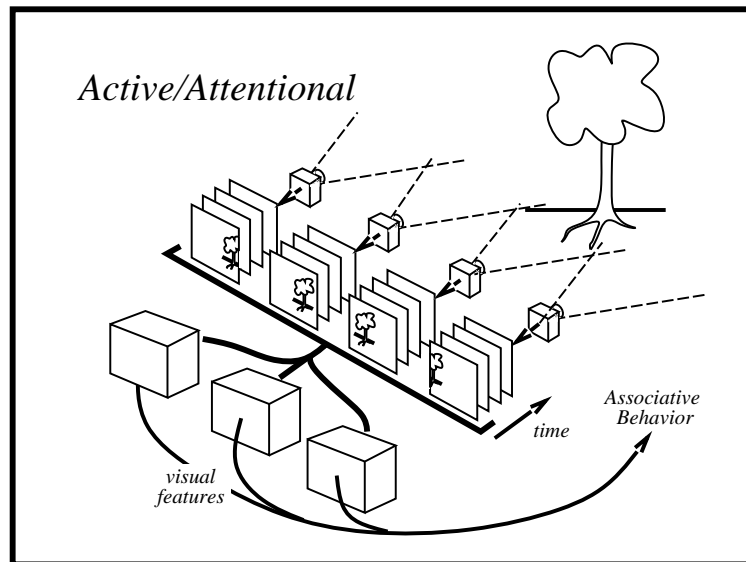 Active/Attentional
Associative
Behavior
time
visual
features